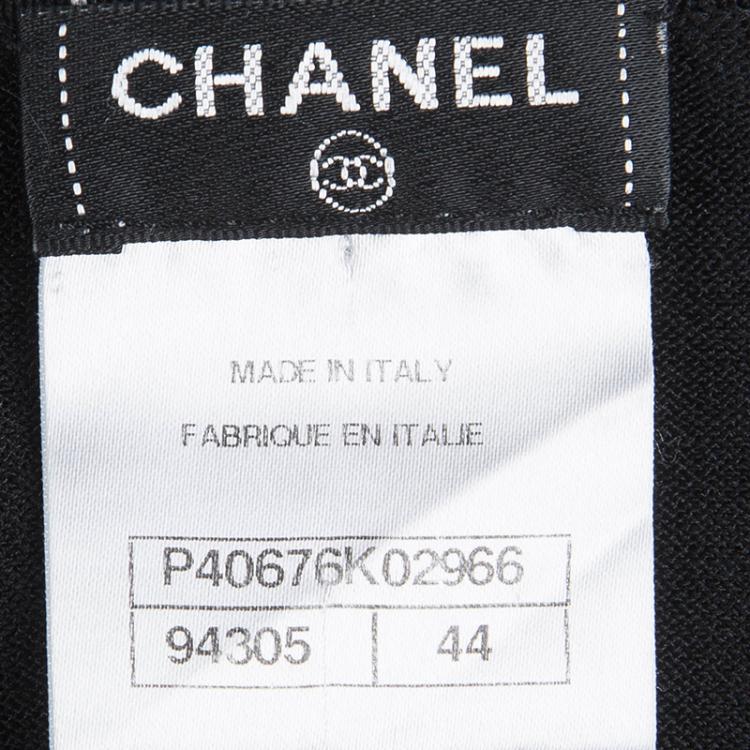 CHANEL
MADE IN ITALY
FABRIQUE EN ITALIE
P40676K02966
94305 44